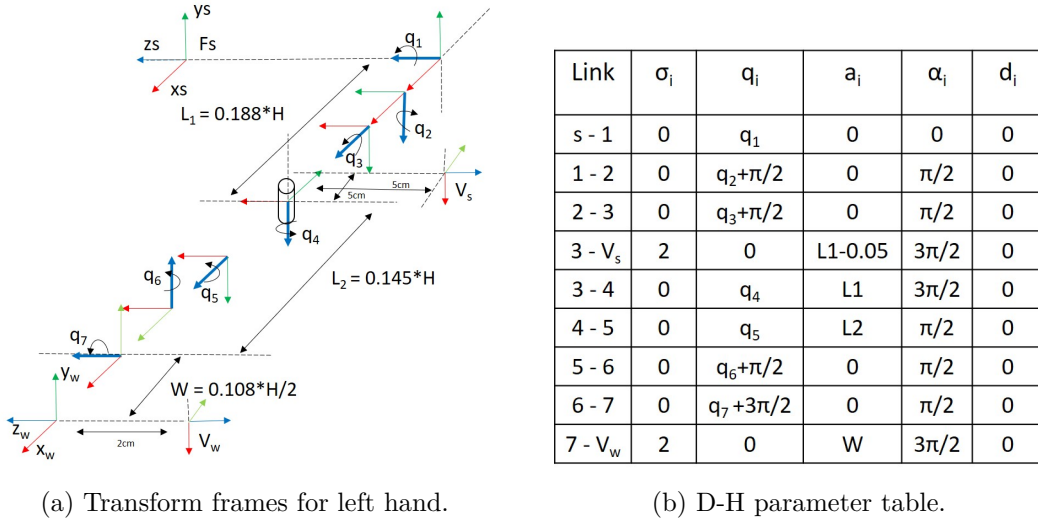 ys
zs
Fs
xs
q₁
L₁ = 0.188*H
q₂
q₃
5cm
5cm
Vₛ
q₄
L₂ = 0.145*H
q₆
q₅
q₇
y_w
W = 0.108*H/2
z_w
x_w
2cm
V_w
(a) Transform frames for left hand.
Link σᵢ qᵢ aᵢ αᵢ dᵢ
s - 1 0 q₁ 0 0 0
1 - 2 0 q₂+π/2 0 π/2 0
2 - 3 0 q₃+π/2 0 π/2 0
3 - Vₛ 2 0 L1-0.05 3π/2 0
3 - 4 0 q₄ L1 3π/2 0
4 - 5 0 q₅ L2 π/2 0
5 - 6 0 q₆+π/2 0 π/2 0
6 - 7 0 q₇ +3π/2 0 π/2 0
7 - V_w 2 0 W 3π/2 0
(b) D-H parameter table.